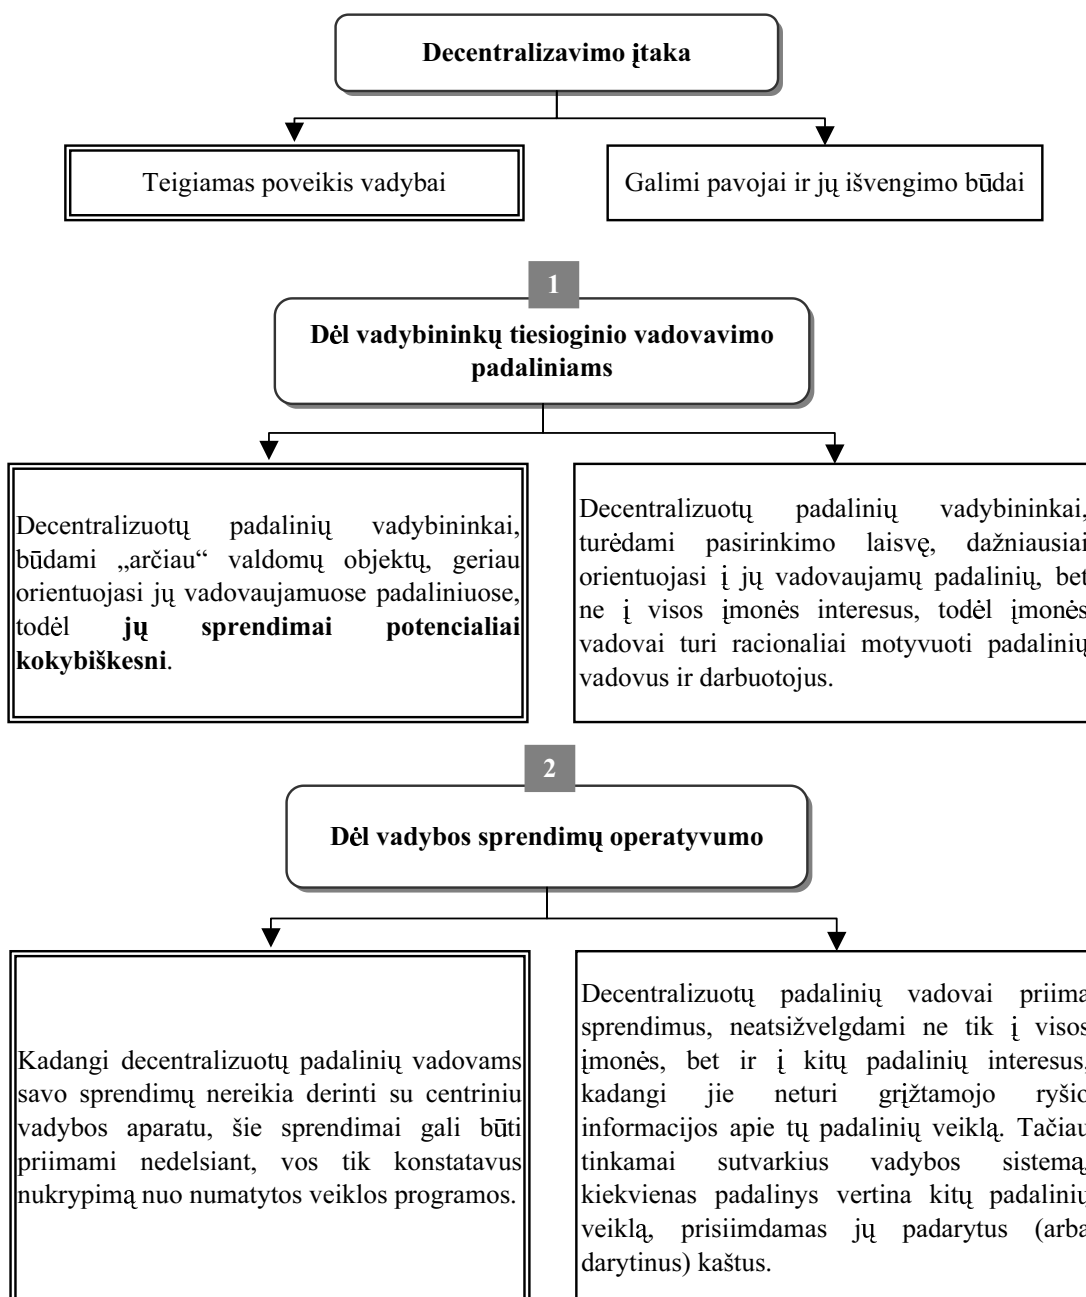 Decentralizavimo įtaka
Teigiamas poveikis vadybai
Galimi pavojai ir jų išvengimo būdai
1
Dėl vadybininkų tiesioginio vadovavimo
padaliniams
Decentralizuotų padalinių vadybininkai,
būdami „arčiau“ valdomų objektų, geriau
orientuojasi jų vadovaujamuose padaliniuose,
todėl jų sprendimai potencialiai
kokybiškesni.
Decentralizuotų padalinių vadybininkai,
turėdami pasirinkimo laisvę, dažniausiai
orientuojasi į jų vadovaujamų padalinių, bet
ne į visos įmonės interesus, todėl įmonės
vadovai turi racionaliai motyvuoti padalinių
vadovus ir darbuotojus.
2
Dėl vadybos sprendimų operatyvumo
Kadangi decentralizuotų padalinių vadovams
savo sprendimų nereikia derinti su centriniu
vadybos aparatu, šie sprendimai gali būti
priimami nedelsiant, vos tik konstatavus
nukrypimą nuo numatytos veiklos programos.
Decentralizuotų padalinių vadovai priima
sprendimus, neatsižvelgdami ne tik į visos
įmonės, bet ir į kitų padalinių interesus,
kadangi jie neturi grįžtamojo ryšio
informacijos apie tų padalinių veiklą. Tačiau
tinkamai sutvarkius vadybos sistemą,
kiekvienas padalinys vertina kitų padalinių
veiklą, prisiimdamas jų padarytus (arba
darytinus) kaštus.